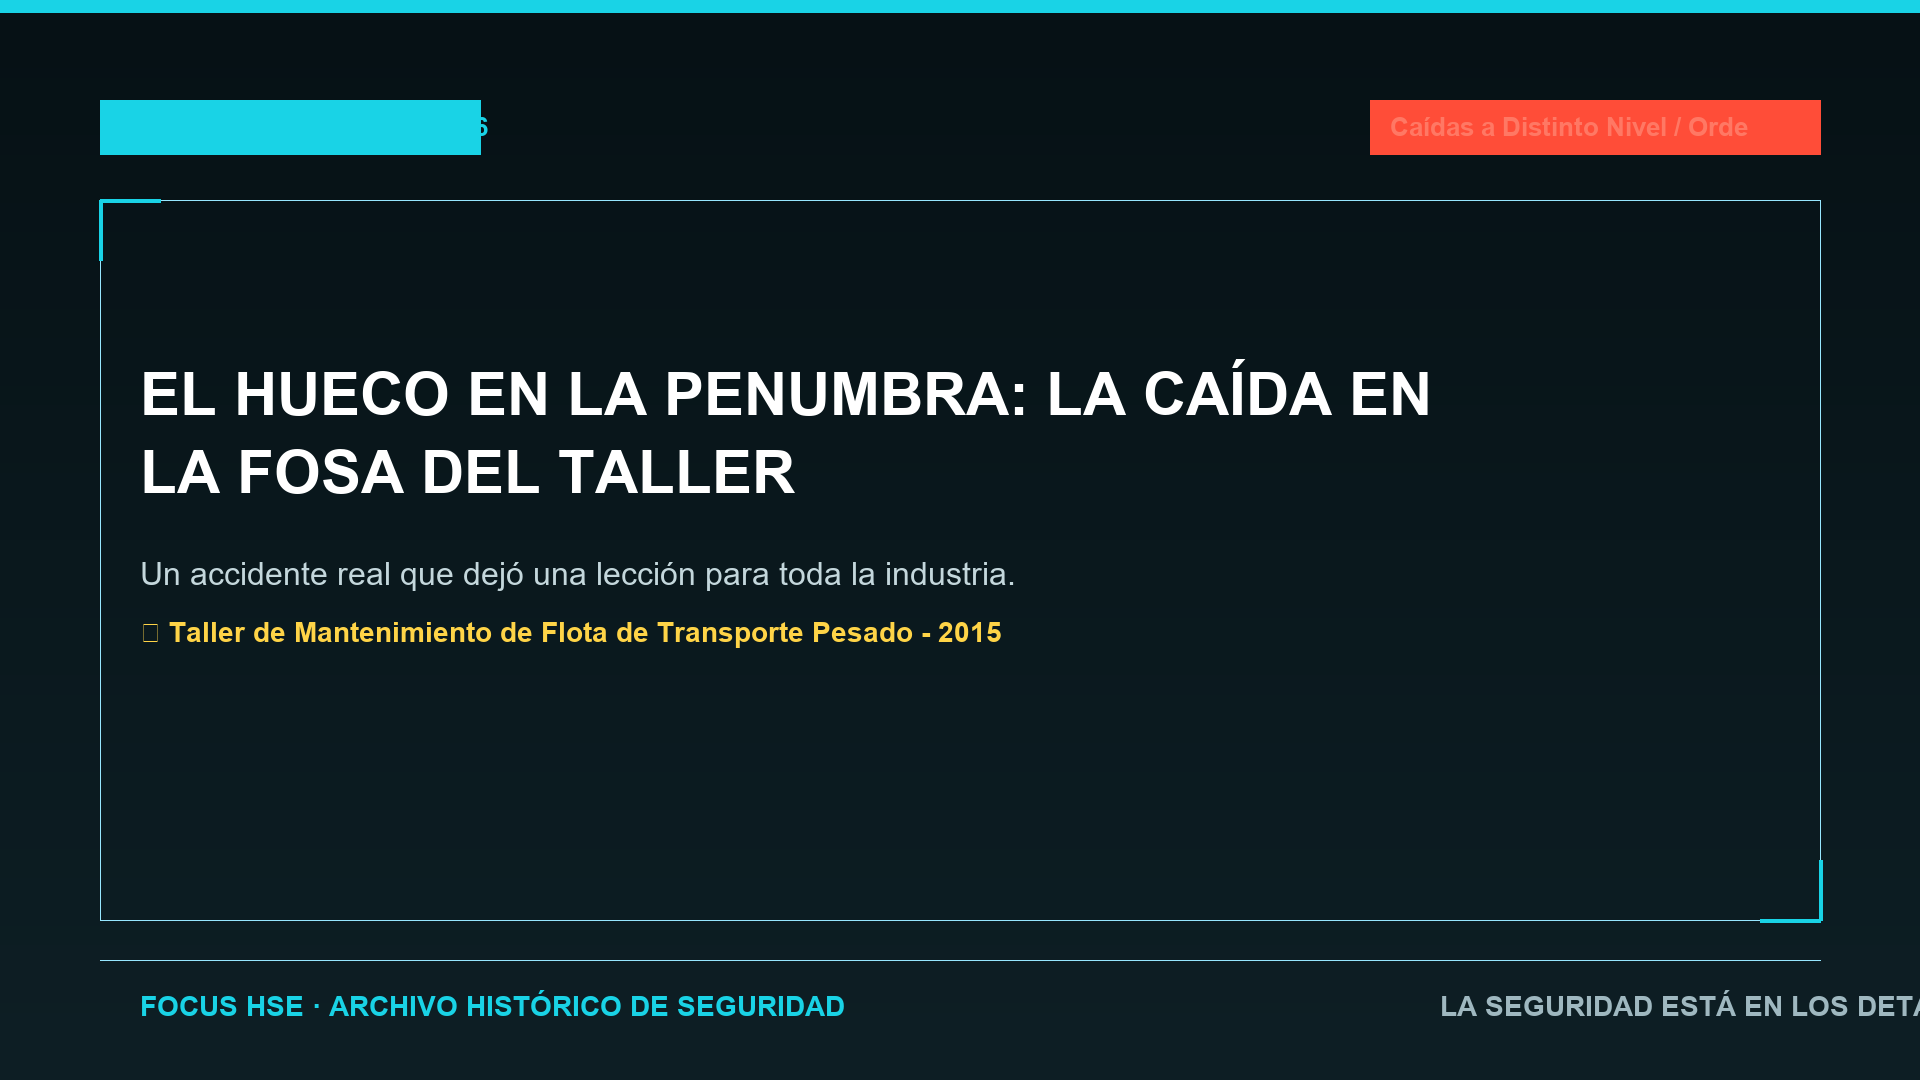 6
Caídas a Distinto Nivel / Orde
EL HUECO EN LA PENUMBRA: LA CAÍDA EN
LA FOSA DEL TALLER
Un accidente real que dejó una lección para toda la industria.
Taller de Mantenimiento de Flota de Transporte Pesado - 2015
FOCUS HSE · ARCHIVO HISTÓRICO DE SEGURIDAD
LA SEGURIDAD ESTÁ EN LOS DETA